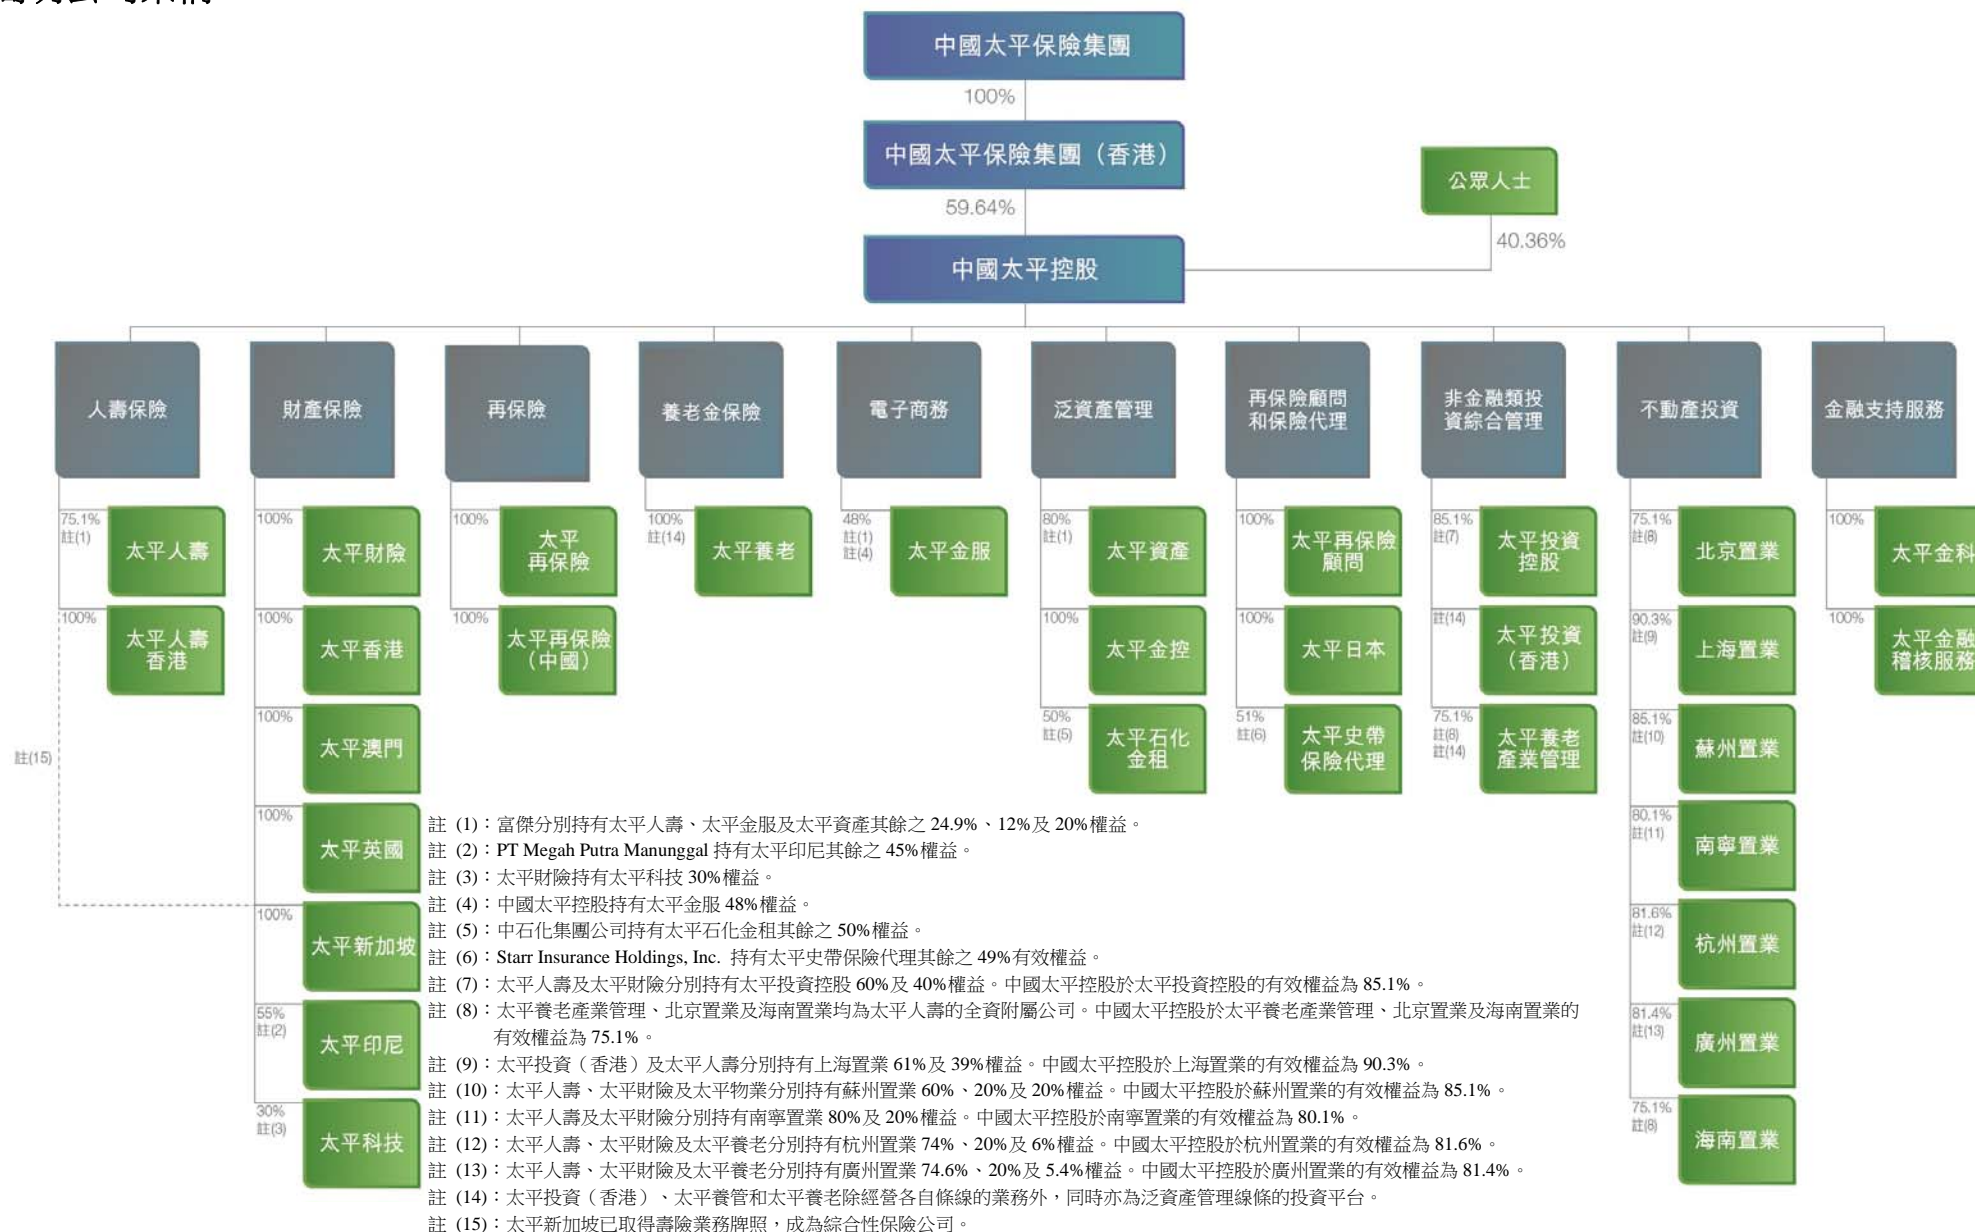 中國太平保險集團
100%
中國太平保險集團（香港）
59.64%
公眾人士
40.36%
中國太平控股
人壽保險
財產保險
再保險
養老金保險
電子商務
泛資產管理
再保險顧問
和保險代理
非金融類投
資綜合管理
不動產投資
金融支持服務
75.1%
註(1)
太平人壽
100%
太平人壽
香港
註(15)
100%
太平財險
100%
太平香港
100%
太平澳門
100%
太平英國
100%
太平新加坡
55%
註(2)
太平印尼
30%
註(3)
太平科技
100%
太平
再保險
100%
太平再保險
（中國）
100%
註(14)
太平養老
48%
註(1)
註(4)
太平金服
80%
註(1)
太平資產
100%
太平金控
50%
註(5)
太平石化
金租
100%
太平再保險
顧問
100%
太平日本
51%
註(6)
太平史帶
保險代理
85.1%
註(7)
太平投資
控股
註(14)
太平投資
（香港）
75.1%
註(8)
註(14)
太平養老
產業管理
75.1%
註(8)
北京置業
90.3%
註(9)
上海置業
85.1%
註(10)
蘇州置業
80.1%
註(11)
南寧置業
81.6%
註(12)
杭州置業
81.4%
註(13)
廣州置業
75.1%
註(8)
海南置業
100%
太平金科
100%
太平金融
稽核服務
註 (1)：富傑分別持有太平人壽、太平金服及太平資產其餘之 24.9%、12%及 20%權益。
註 (2)：PT Megah Putra Manunggal 持有太平印尼其餘之 45%權益。
註 (3)：太平財險持有太平科技 30%權益。
註 (4)：中國太平控股持有太平金服 48%權益。
註 (5)：中石化集團公司持有太平石化金租其餘之 50%權益。
註 (6)：Starr Insurance Holdings, Inc. 持有太平史帶保險代理其餘之 49%有效權益。
註 (7)：太平人壽及太平財險分別持有太平投資控股 60%及 40%權益。中國太平控股於太平投資控股的有效權益為 85.1%。
註 (8)：太平養老產業管理、北京置業及海南置業均為太平人壽的全資附屬公司。中國太平控股於太平養老產業管理、北京置業及海南置業的
有效權益為 75.1%。
註 (9)：太平投資（香港）及太平人壽分別持有上海置業 61%及 39%權益。中國太平控股於上海置業的有效權益為 90.3%。
註 (10)：太平人壽、太平財險及太平物業分別持有蘇州置業 60%、20%及 20%權益。中國太平控股於蘇州置業的有效權益為 85.1%。
註 (11)：太平人壽及太平財險分別持有南寧置業 80%及 20%權益。中國太平控股於南寧置業的有效權益為 80.1%。
註 (12)：太平人壽、太平財險及太平養老分別持有杭州置業 74%、20%及 6%權益。中國太平控股於杭州置業的有效權益為 81.6%。
註 (13)：太平人壽、太平財險及太平養老分別持有廣州置業 74.6%、20%及 5.4%權益。中國太平控股於廣州置業的有效權益為 81.4%。
註 (14)：太平投資（香港）、太平養管和太平養老除經營各自條線的業務外，同時亦為泛資產管理線條的投資平台。
註 (15)：太平新加坡已取得壽險業務牌照，成為綜合性保險公司。